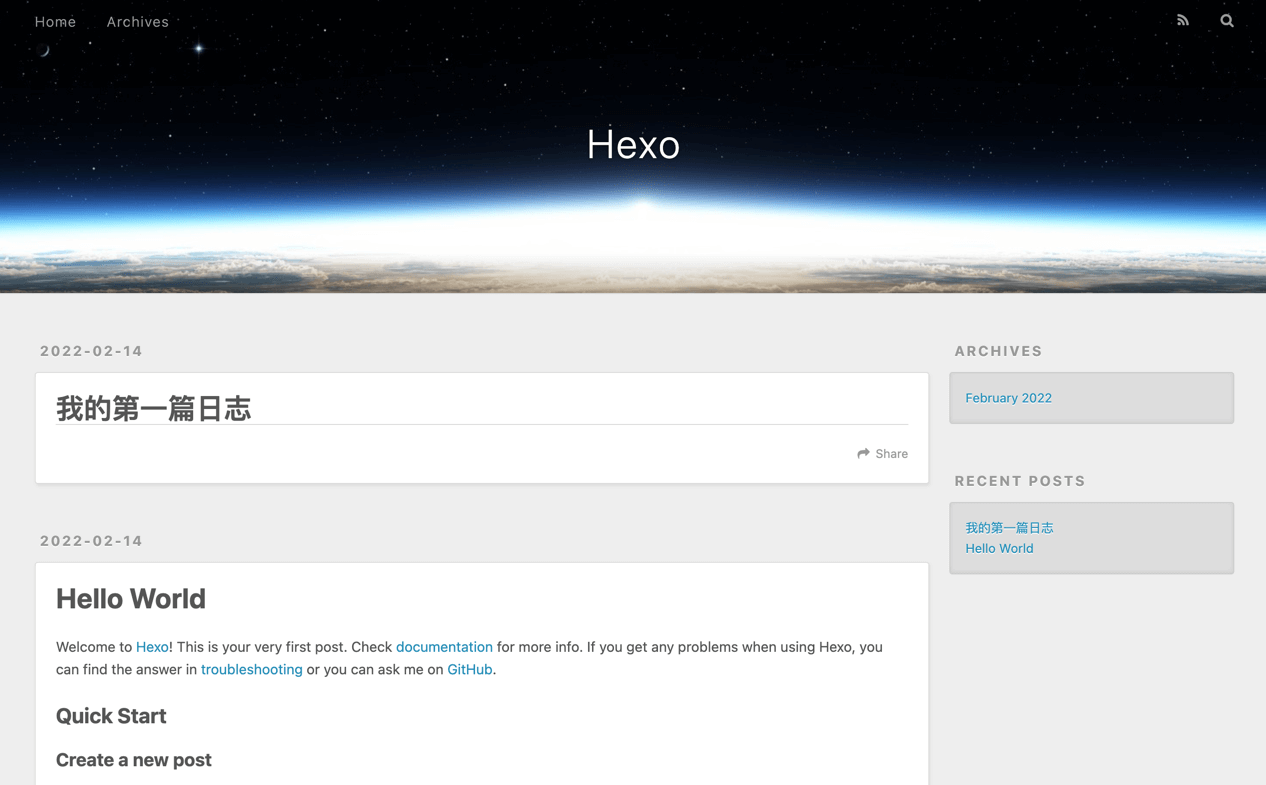 Home Archives
Hexo
2022-02-14
我的第一篇日志
Share
2022-02-14
Hello World
Welcome to Hexo! This is your very first post. Check documentation for more info. If you get any problems when using Hexo, you
can find the answer in troubleshooting or you can ask me on GitHub.
Quick Start
Create a new post
ARCHIVES
February 2022
RECENT POSTS
我的第一篇日志
Hello World